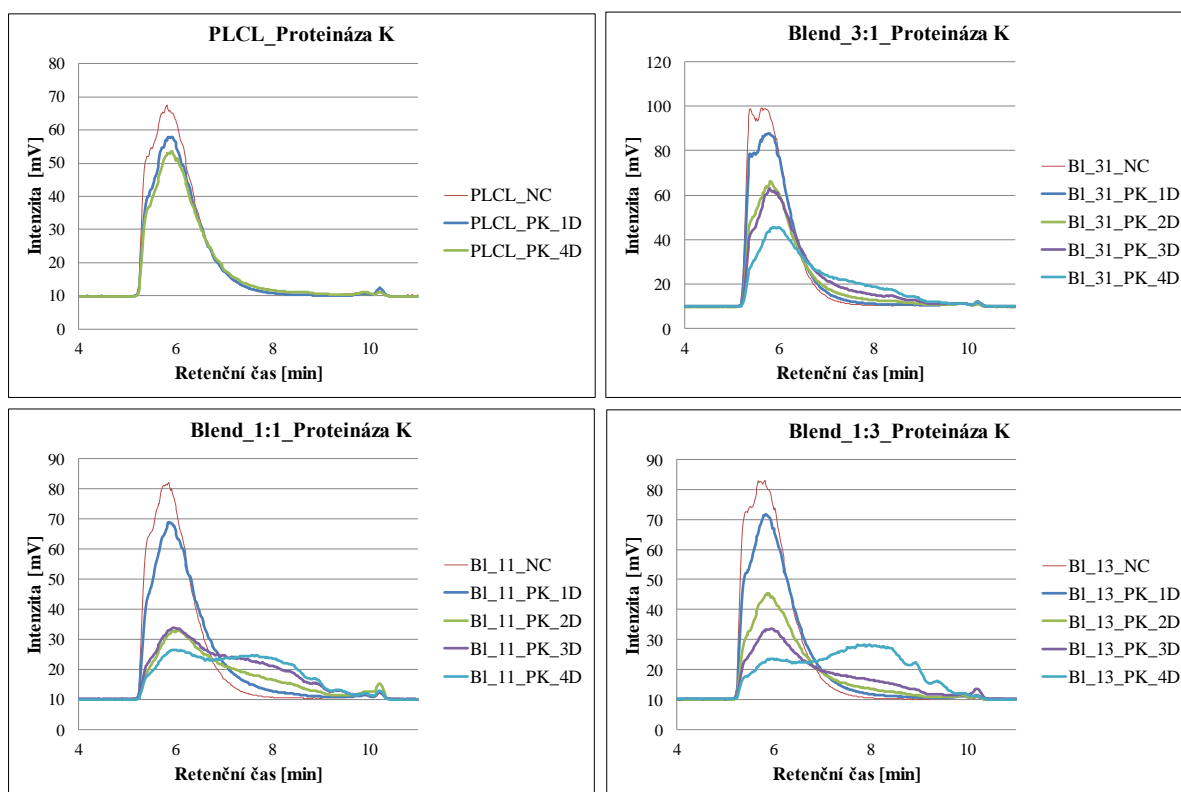 PLCL_Proteináza K
80
70
60
50
40
30
20
10
0
Intenzita [mV]
4 6 8 10
Retenční čas [min]
PLCL_NC
PLCL_PK_1D
PLCL_PK_4D
Blend_3:1_Proteináza K
120
100
80
60
40
20
0
Intenzita [mV]
4 6 8 10
Retenční čas [min]
Bl_31_NC
Bl_31_PK_1D
Bl_31_PK_2D
Bl_31_PK_3D
Bl_31_PK_4D
Blend_1:1_Proteináza K
90
80
70
60
50
40
30
20
10
0
Intenzita [mV]
4 6 8 10
Retenční čas [min]
Bl_11_NC
Bl_11_PK_1D
Bl_11_PK_2D
Bl_11_PK_3D
Bl_11_PK_4D
Blend_1:3_Proteináza K
90
80
70
60
50
40
30
20
10
0
Intenzita [mV]
4 6 8 10
Retenční čas [min]
Bl_13_NC
Bl_13_PK_1D
Bl_13_PK_2D
Bl_13_PK_3D
Bl_13_PK_4D